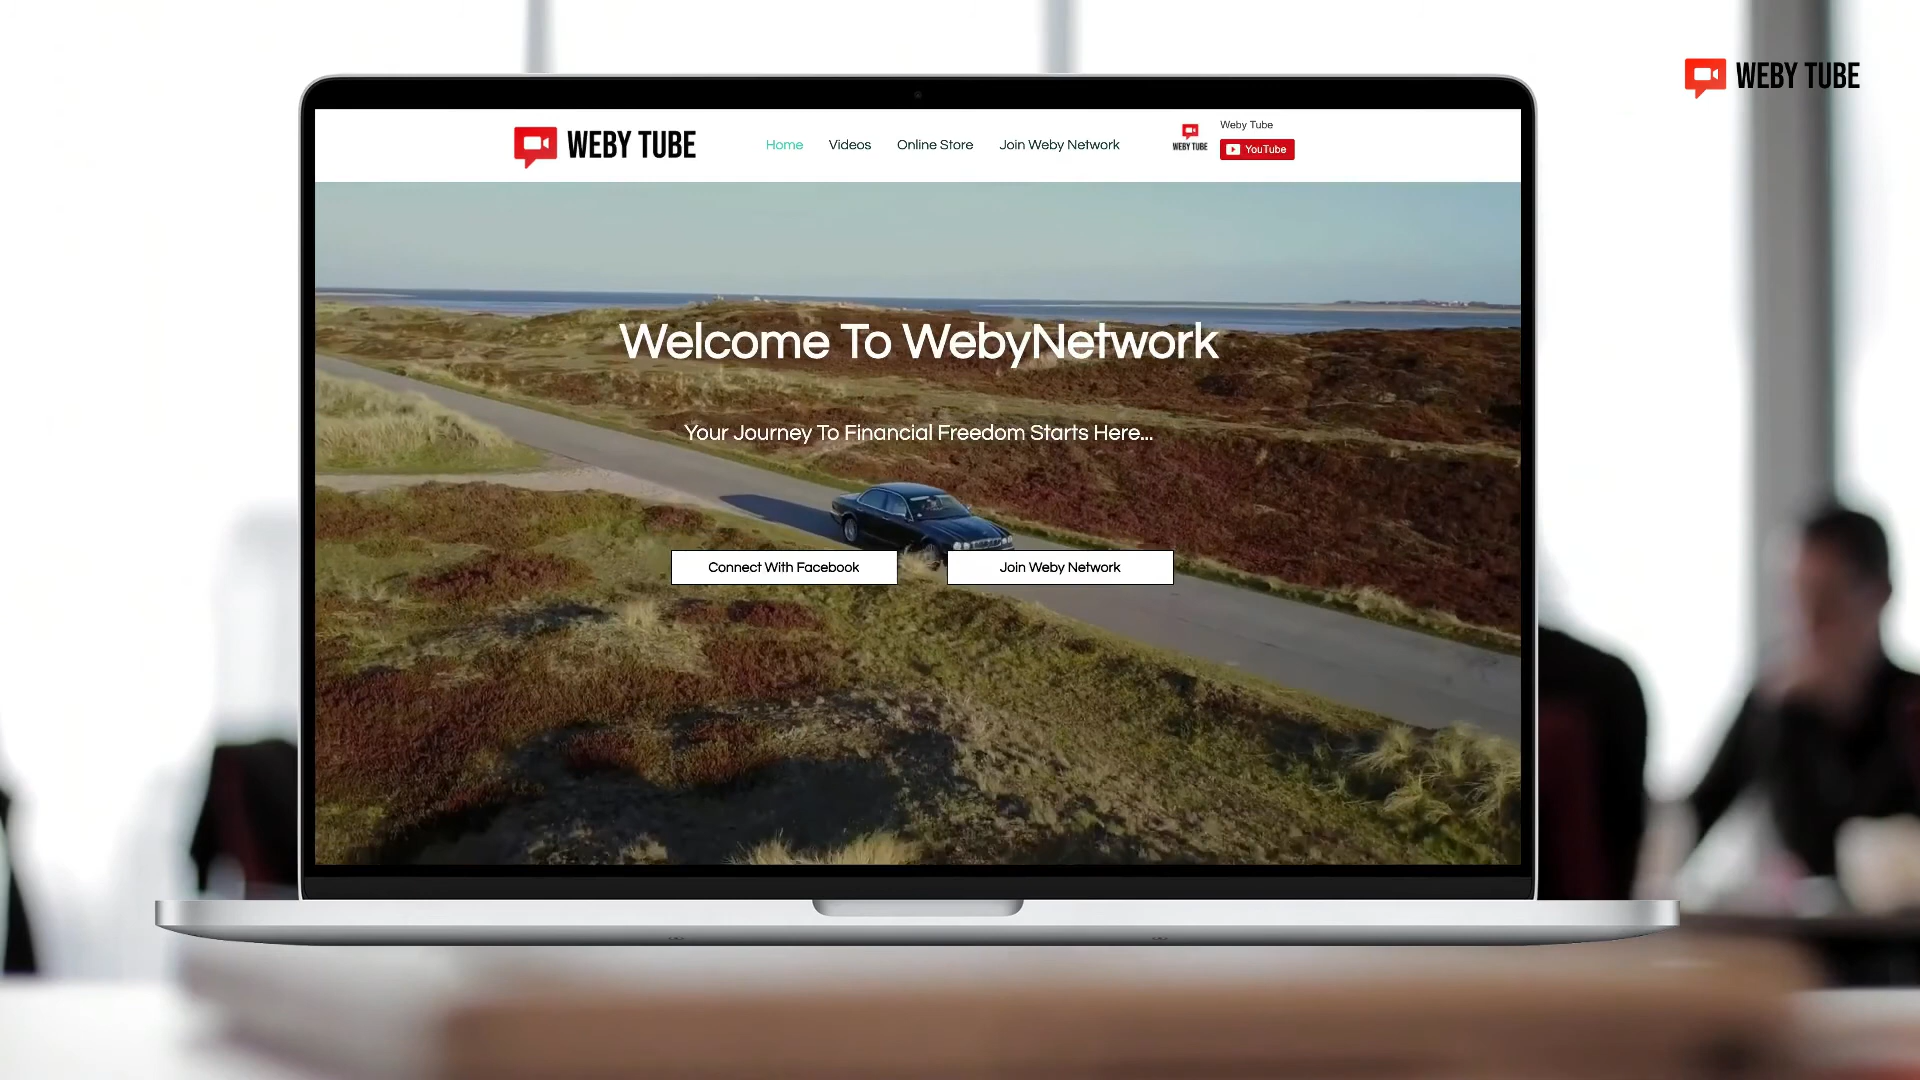 WEBY TUBE
WEBY TUBE
Home
Videos
Online Store
Join Weby Network
WEBY TUBE
Weby Tube
YouTube
Welcome To WebyNetwork
Your Journey To Financial Freedom Starts Here...
Connect With Facebook
Join Weby Network